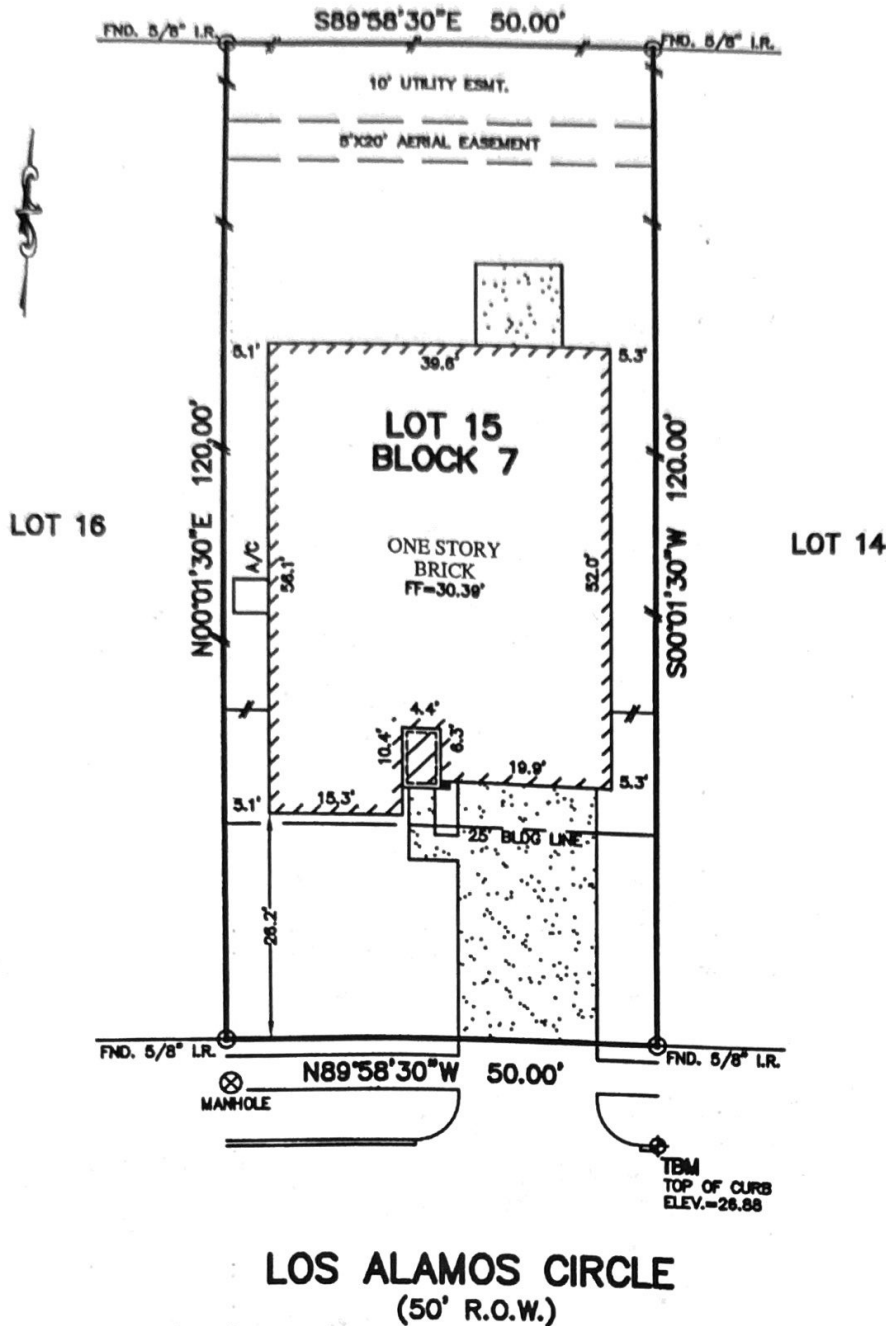 S89°58'30"E 50.00'
FND. 5/8" I.R.
FND. 5/8" I.R.
10' UTILITY ESMT.
5'X20' AERIAL EASEMENT
5.1'
39.6'
5.3'
LOT 15
BLOCK 7
N00°01'30"E 120.00'
S00°01'30"W 120.00'
LOT 16
LOT 14
ONE STORY
BRICK
FF=30.39'
A/C
56.1'
52.0'
4.4'
10.4'
6.3'
19.9'
5.1'
15.3'
5.3'
25' BLDG LINE
26.2'
FND. 5/8" I.R.
FND. 5/8" I.R.
N89°58'30"W 50.00'
MANHOLE
TBM
TOP OF CURB
ELEV.=26.88
LOS ALAMOS CIRCLE
(50' R.O.W.)